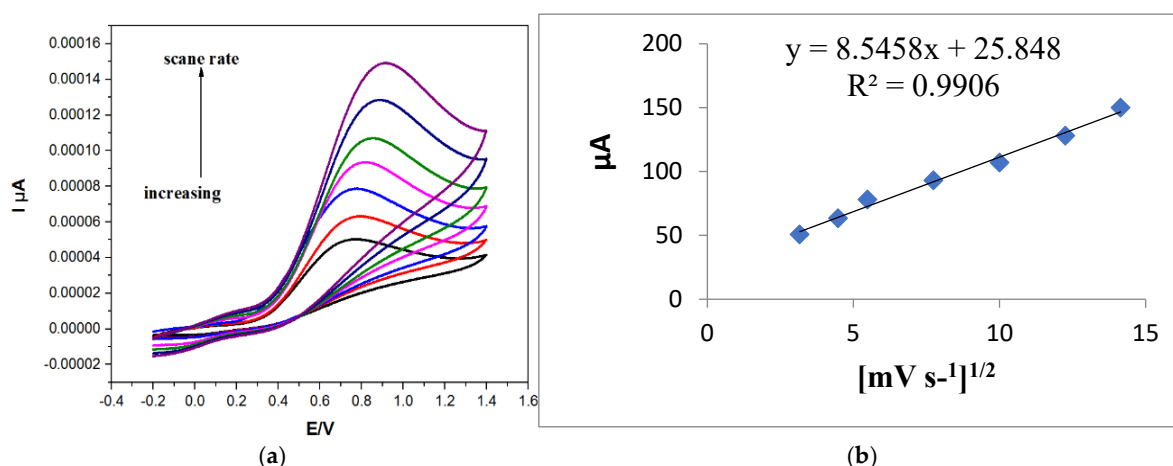 0.00016
0.00014
0.00012
0.00010
0.00008
0.00006
0.00004
0.00002
0.00000
-0.00002
I µA
scane rate
increasing
-0.4 -0.2 0.0 0.2 0.4 0.6 0.8 1.0 1.2 1.4 1.6
E/V
(a)
y = 8.5458x + 25.848
R² = 0.9906
200
150
100
50
0
µA
0 5 10 15
[mV s-¹]¹/²
(b)